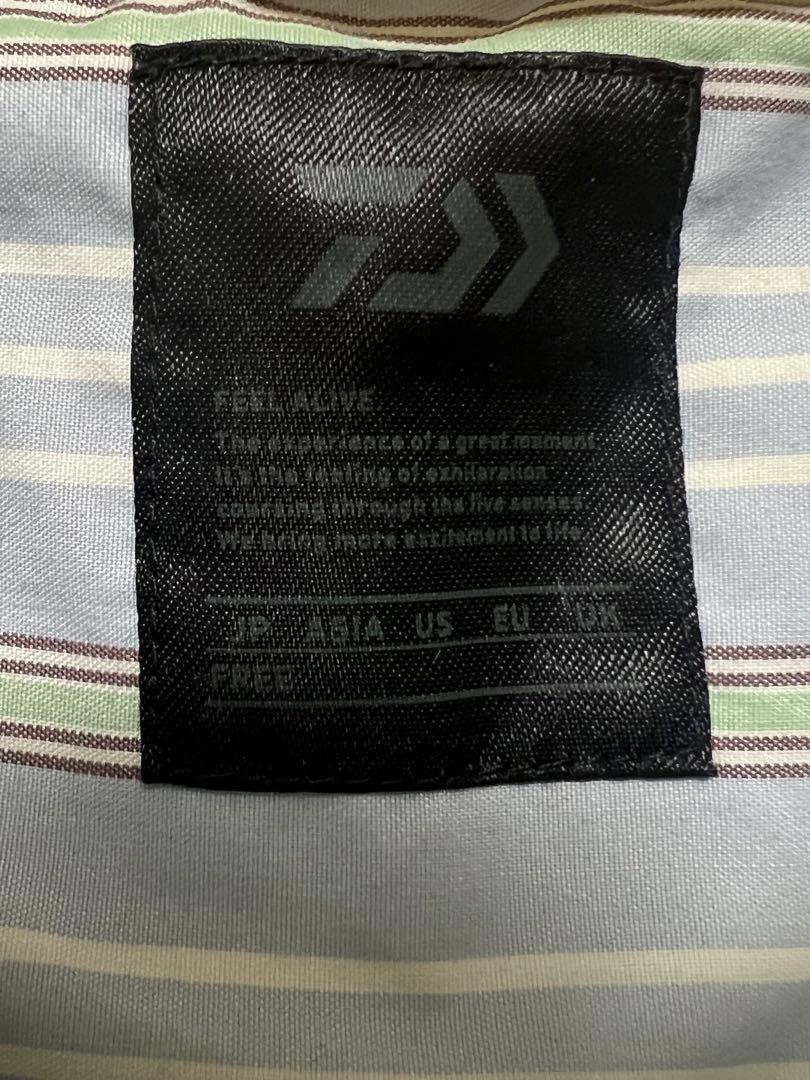 FEEL ALIVE
The experience of a great moment
It's the feeling of exhilaration
coursing through the five senses.
We bring more excitement to life.
JP ASIA US EU UK
FREE